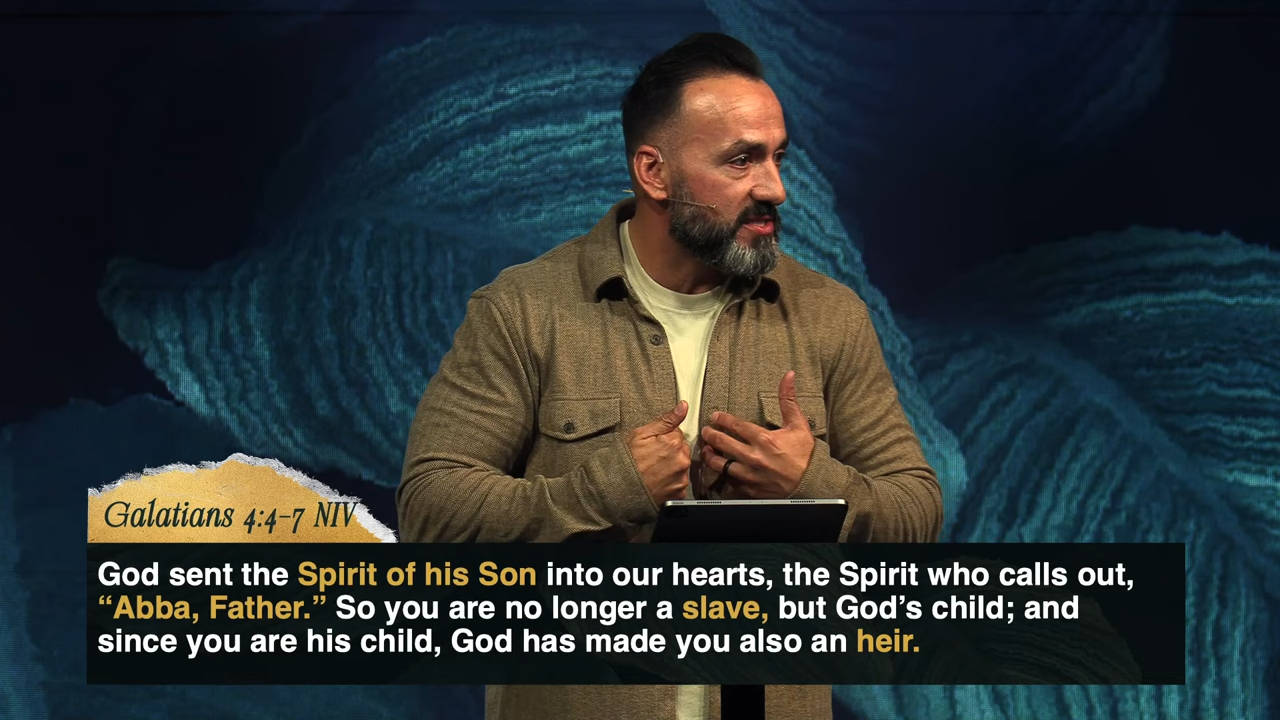 Galatians 4:4-7 NIV
God sent the Spirit of his Son into our hearts, the Spirit who calls out,
“Abba, Father.” So you are no longer a slave, but God’s child; and
since you are his child, God has made you also an heir.